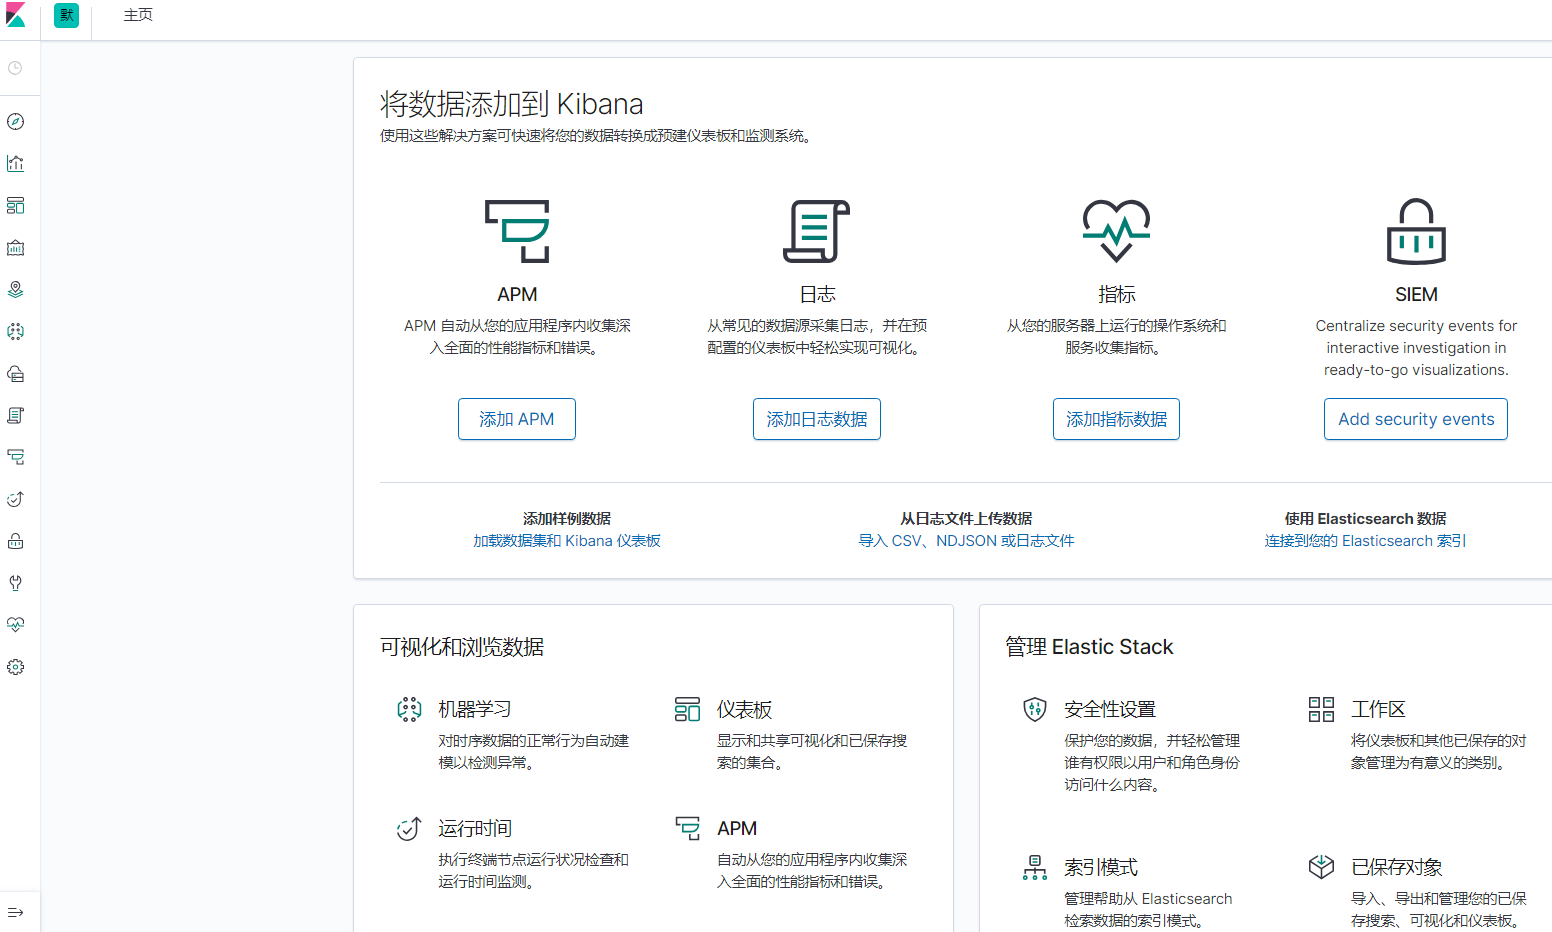 默 主页
将数据添加到 Kibana
使用这些解决方案可快速将您的数据转换成预建仪表板和监测系统。
APM
APM 自动从您的应用程序内收集深
入全面的性能指标和错误。
添加 APM
日志
从常见的数据源采集日志，并在预
配置的仪表板中轻松实现可视化。
添加日志数据
指标
从您的服务器上运行的操作系统和
服务收集指标。
添加指标数据
SIEM
Centralize security events for
interactive investigation in
ready-to-go visualizations.
Add security events
添加样例数据
加载数据集和 Kibana 仪表板
从日志文件上传数据
导入 CSV、NDJSON 或日志文件
使用 Elasticsearch 数据
连接到您的 Elasticsearch 索引
可视化和浏览数据
机器学习
对时序数据的正常行为自动建
模以检测异常。
仪表板
显示和共享可视化和已保存搜
索的集合。
运行时间
执行终端节点运行状况检查和
运行时间监测。
APM
自动从您的应用程序内收集深
入全面的性能指标和错误。
管理 Elastic Stack
安全性设置
保护您的数据，并轻松管理
谁有权限以用户和角色身份
访问什么内容。
工作区
将仪表板和其他已保存的对
象管理为有意义的类别。
索引模式
管理帮助从 Elasticsearch
检索数据的索引模式。
已保存对象
导入、导出和管理您的已保
存搜索、可视化和仪表板。